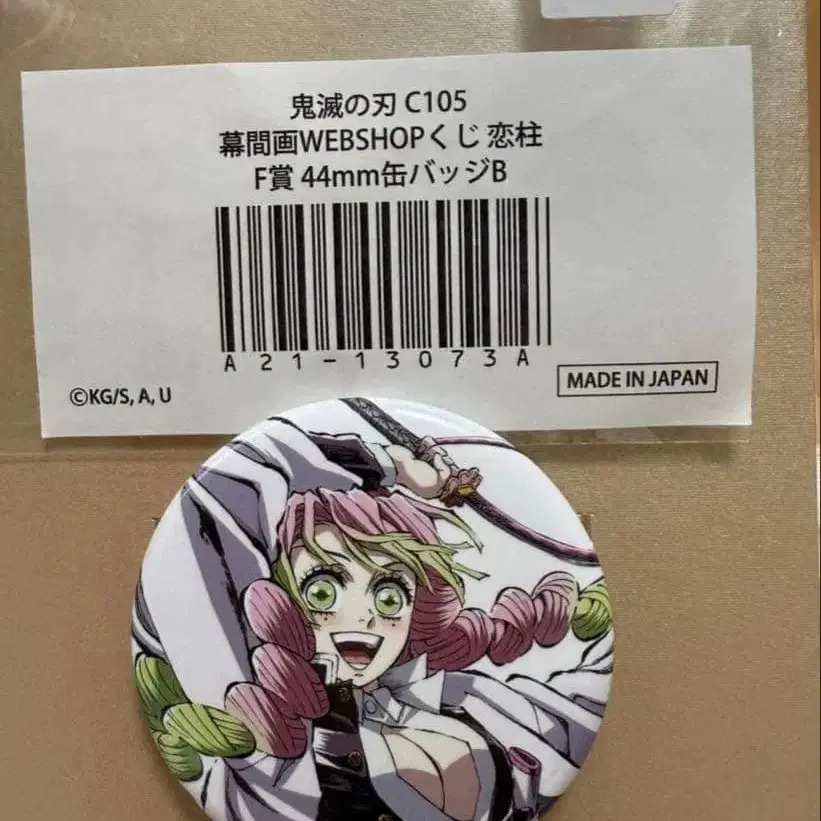 鬼滅の刃 C105
幕間画WEBSHOPくじ 恋柱
F賞 44mm缶バッジB
A21-13073A
©KG/S, A, U
MADE IN JAPAN